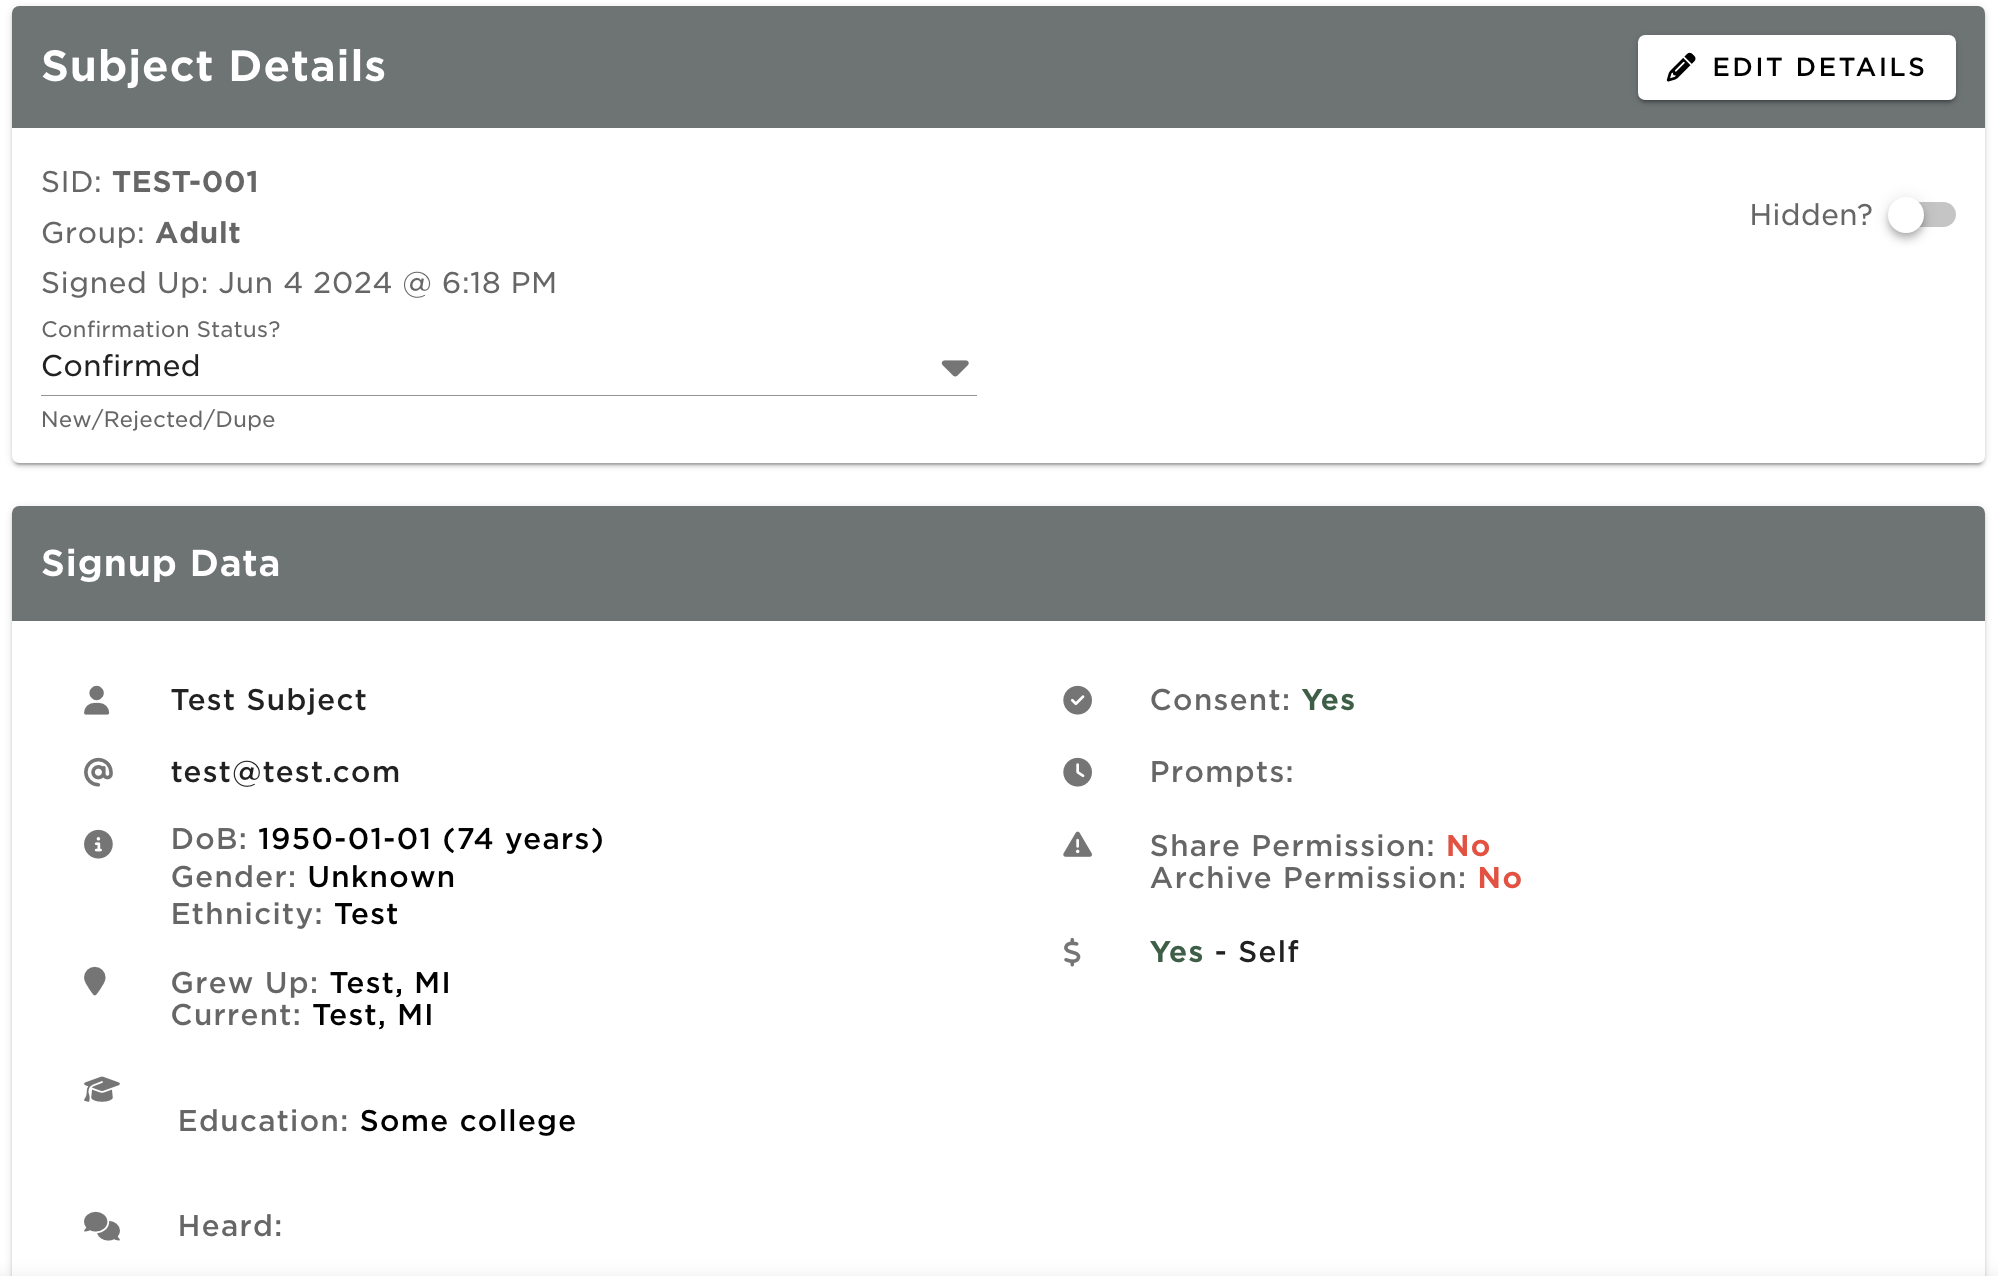 Subject Details
EDIT DETAILS
SID: TEST-001
Hidden?
Group: Adult
Signed Up: Jun 4 2024 @ 6:18 PM
Confirmation Status?
Confirmed
New/Rejected/Dupe
Signup Data
Test Subject
test@test.com
DoB: 1950-01-01 (74 years)
Gender: Unknown
Ethnicity: Test
Grew Up: Test, MI
Current: Test, MI
Education: Some college
Heard:
Consent: Yes
Prompts:
Share Permission: No
Archive Permission: No
$ Yes - Self